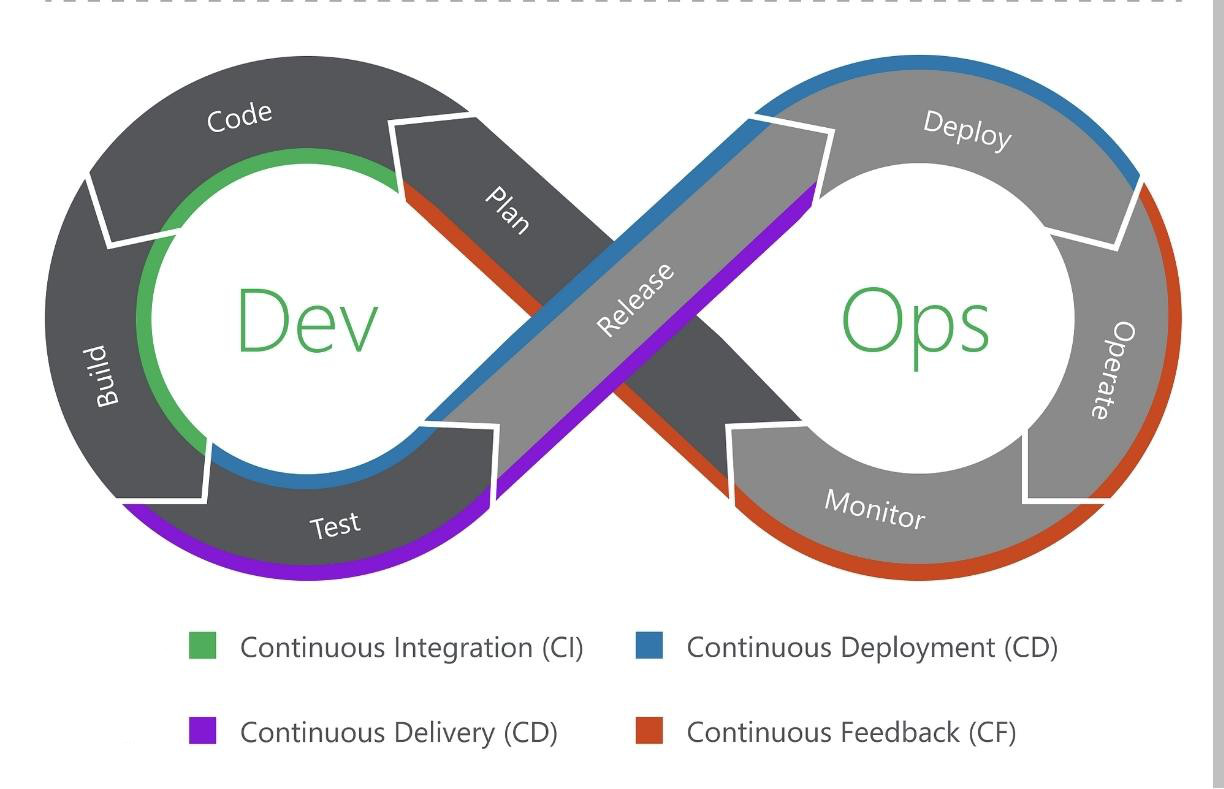 Code
Plan
Build
Test
Dev
Release
Deploy
Ops
Operate
Monitor
Continuous Integration (CI)
Continuous Deployment (CD)
Continuous Delivery (CD)
Continuous Feedback (CF)